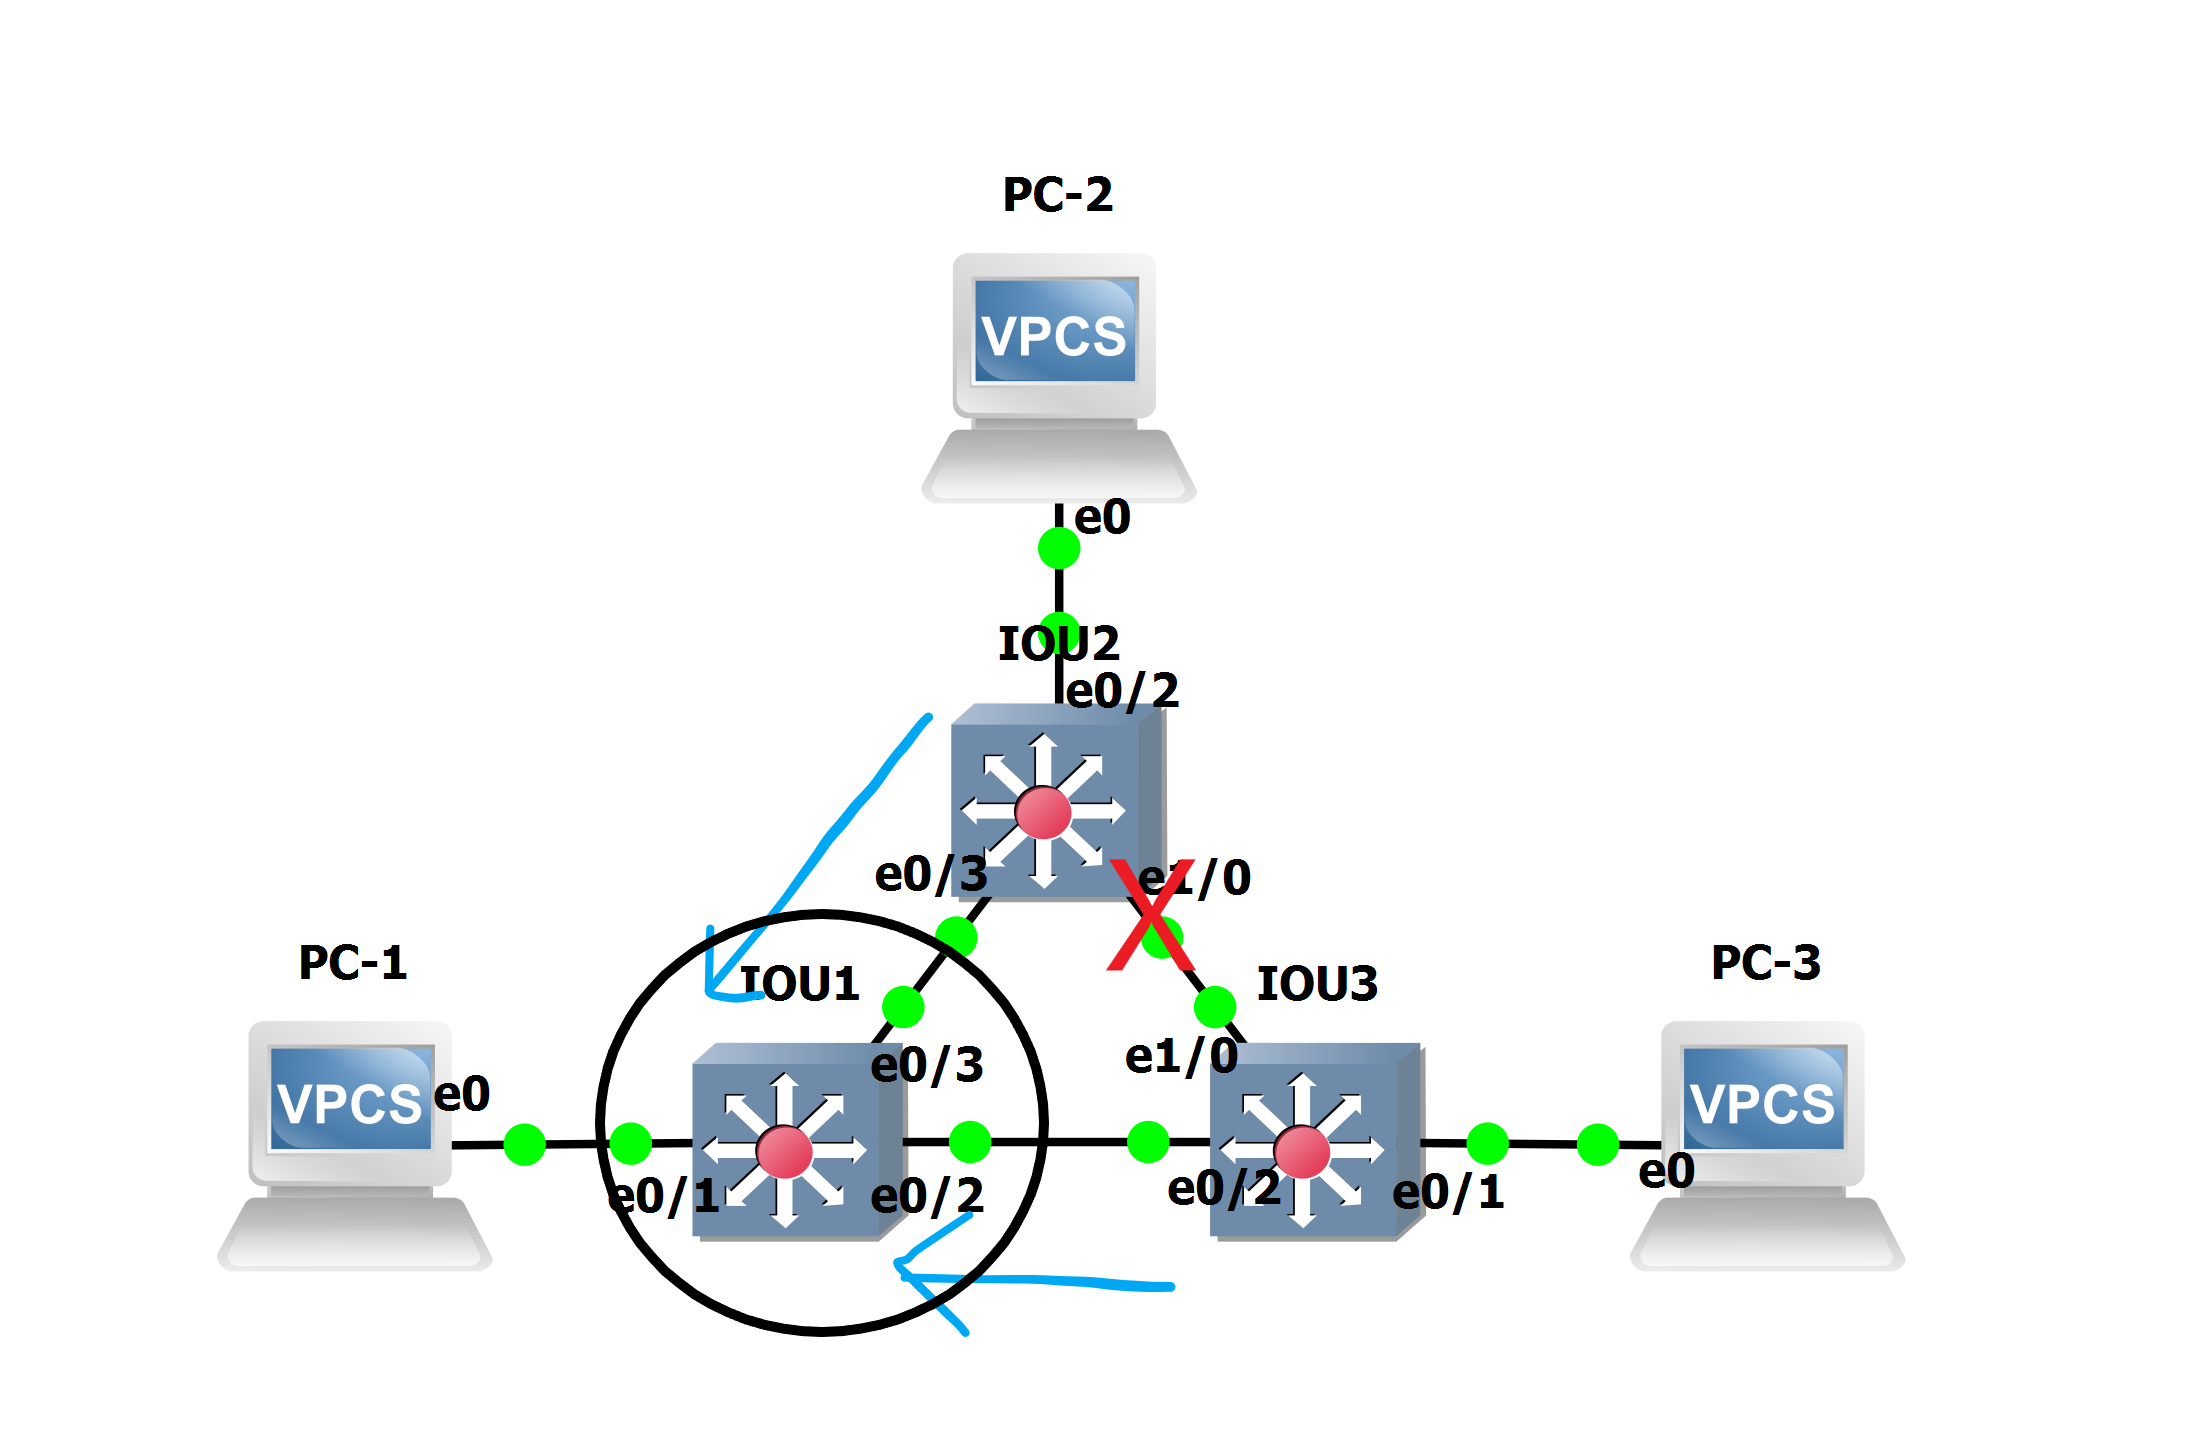 PC-2
VPCS
e0
IOU2
e0/2
e0/3
e1/0
PC-1
IOU1
IOU3
PC-3
VPCS
e0
e0/3
e1/0
VPCS
e0/1
e0/2
e0/2
e0/1
e0